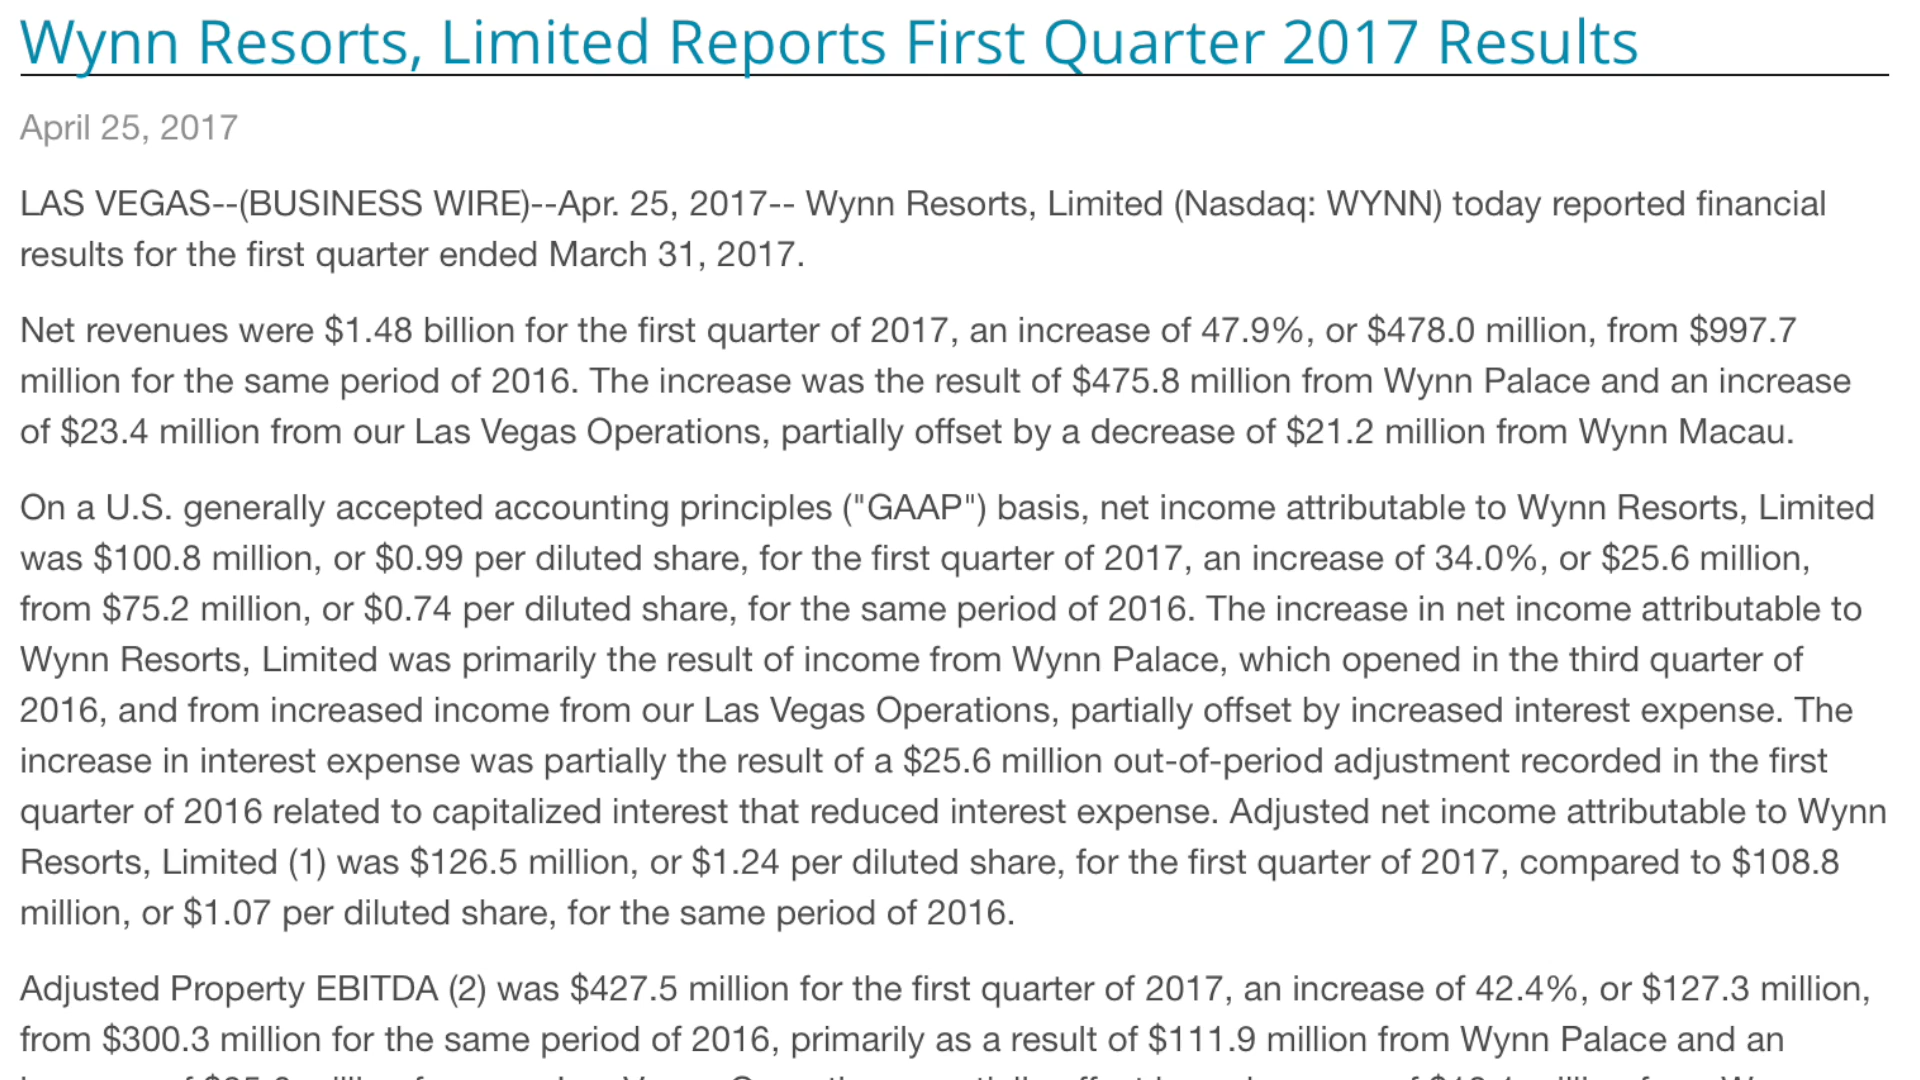 Wynn Resorts, Limited Reports First Quarter 2017 Results
April 25, 2017
LAS VEGAS--(BUSINESS WIRE)--Apr. 25, 2017-- Wynn Resorts, Limited (Nasdaq: WYNN) today reported financial
results for the first quarter ended March 31, 2017.
Net revenues were $1.48 billion for the first quarter of 2017, an increase of 47.9%, or $478.0 million, from $997.7
million for the same period of 2016. The increase was the result of $475.8 million from Wynn Palace and an increase
of $23.4 million from our Las Vegas Operations, partially offset by a decrease of $21.2 million from Wynn Macau.
On a U.S. generally accepted accounting principles ("GAAP") basis, net income attributable to Wynn Resorts, Limited
was $100.8 million, or $0.99 per diluted share, for the first quarter of 2017, an increase of 34.0%, or $25.6 million,
from $75.2 million, or $0.74 per diluted share, for the same period of 2016. The increase in net income attributable to
Wynn Resorts, Limited was primarily the result of income from Wynn Palace, which opened in the third quarter of
2016, and from increased income from our Las Vegas Operations, partially offset by increased interest expense. The
increase in interest expense was partially the result of a $25.6 million out-of-period adjustment recorded in the first
quarter of 2016 related to capitalized interest that reduced interest expense. Adjusted net income attributable to Wynn
Resorts, Limited (1) was $126.5 million, or $1.24 per diluted share, for the first quarter of 2017, compared to $108.8
million, or $1.07 per diluted share, for the same period of 2016.
Adjusted Property EBITDA (2) was $427.5 million for the first quarter of 2017, an increase of 42.4%, or $127.3 million,
from $300.3 million for the same period of 2016, primarily as a result of $111.9 million from Wynn Palace and an